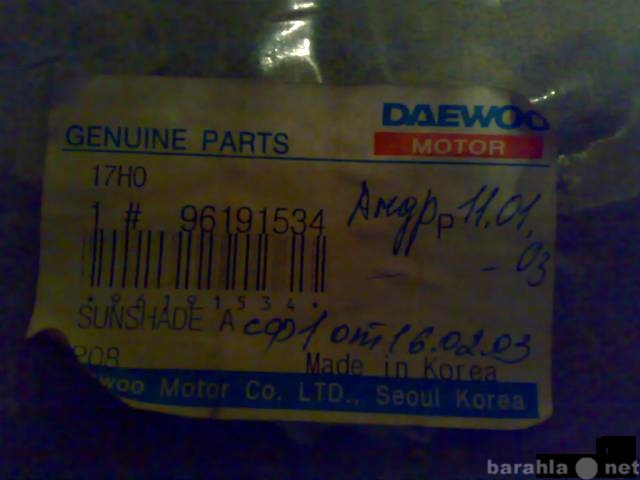 DAEWOO
GENUINE PARTS MOTOR
17H0
1 # 96191534
Андр P 11.01.
- 03
SUNSHADE A
сф1 от 16.02.03
Made in Korea
woo Motor Co. LTD., Seoul Korea
barahla net